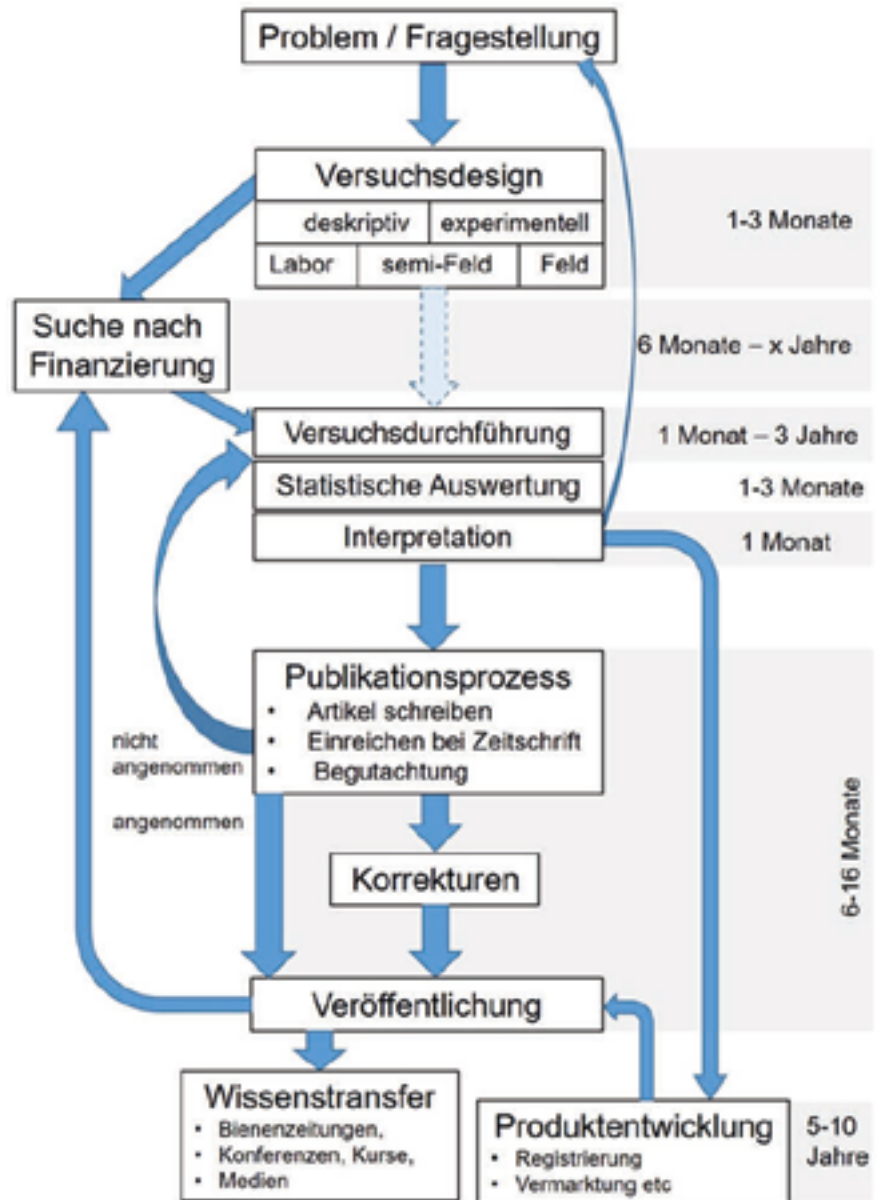 Problem / Fragestellung
Versuchsdesign
deskriptiv
experimentell
Labor
semi-Feld
Feld
1-3 Monate
Suche nach
Finanzierung
6 Monate – x Jahre
Versuchsdurchführung
1 Monat – 3 Jahre
Statistische Auswertung
1-3 Monate
Interpretation
1 Monat
Publikationsprozess
• Artikel schreiben
• Einreichen bei Zeitschrift
• Begutachtung
nicht
angenommen
angenommen
Korrekturen
6-16 Monate
Veröffentlichung
Wissenstransfer
• Bienenzeitungen,
• Konferenzen, Kurse,
• Medien
Produktentwicklung
• Registrierung
• Vermarktung etc
5-10
Jahre